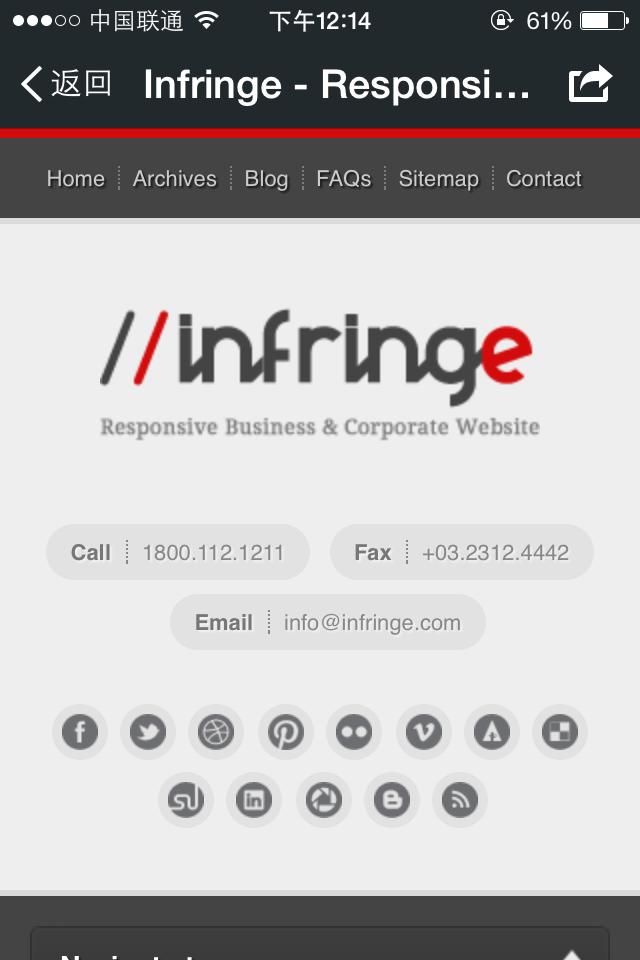 中国联通 下午12:14 61%
返回 Infringe - Responsi...
Home Archives Blog FAQs Sitemap Contact
//infringe
Responsive Business & Corporate Website
Call 1800.112.1211 Fax +03.2312.4442
Email info@infringe.com